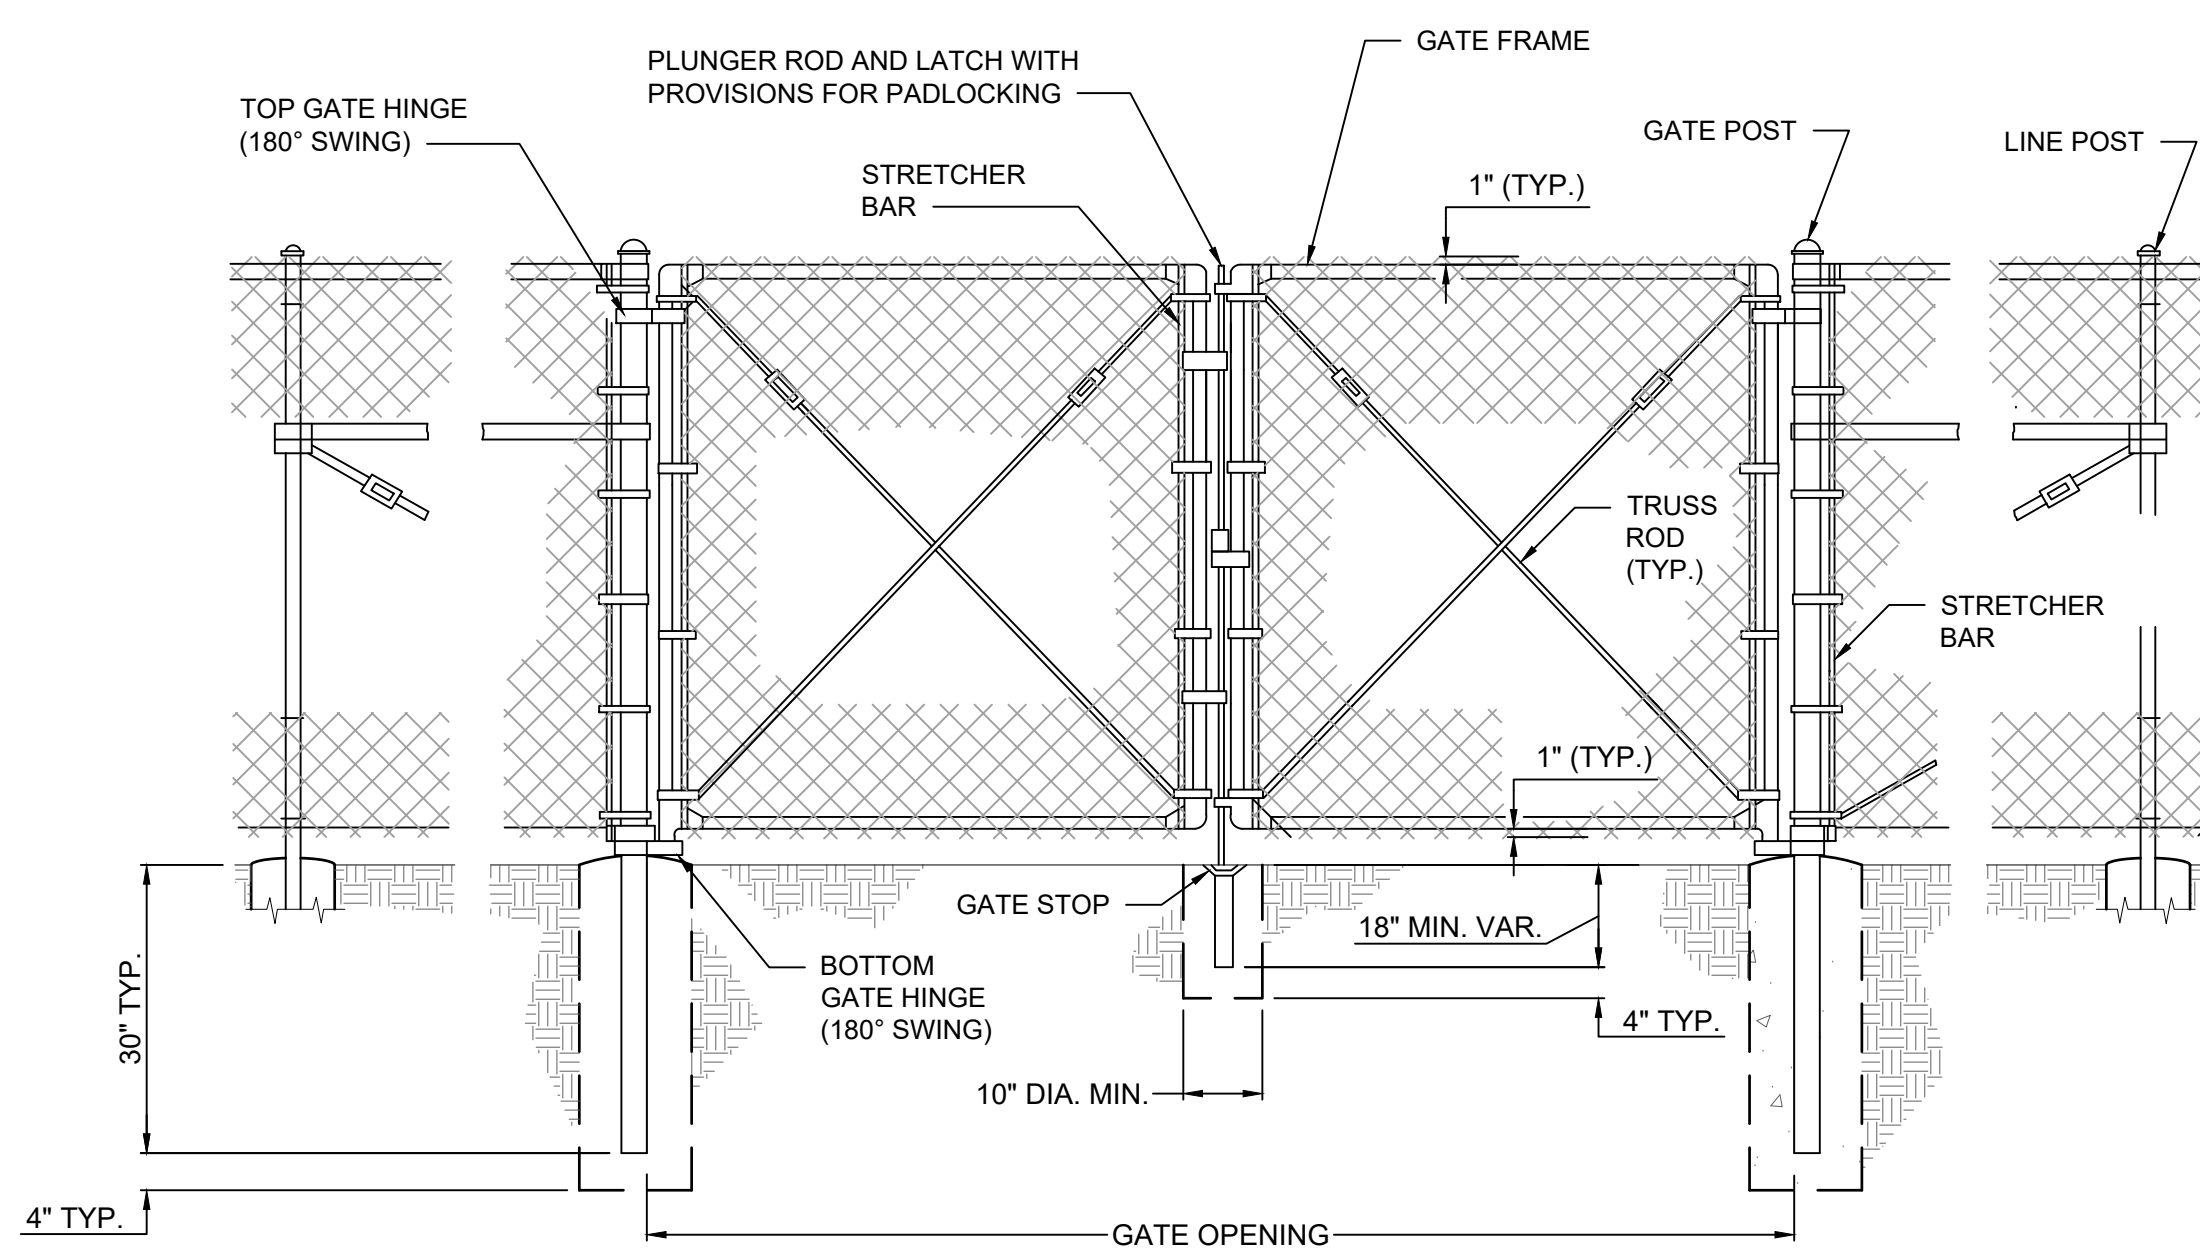 GATE FRAME
PLUNGER ROD AND LATCH WITH
PROVISIONS FOR PADLOCKING
TOP GATE HINGE
(180° SWING)
GATE POST
LINE POST
STRETCHER
BAR
1" (TYP.)
TRUSS
ROD
(TYP.)
STRETCHER
BAR
1" (TYP.)
GATE STOP
18" MIN. VAR.
BOTTOM
GATE HINGE
(180° SWING)
30" TYP.
4" TYP.
10" DIA. MIN.
4" TYP.
GATE OPENING